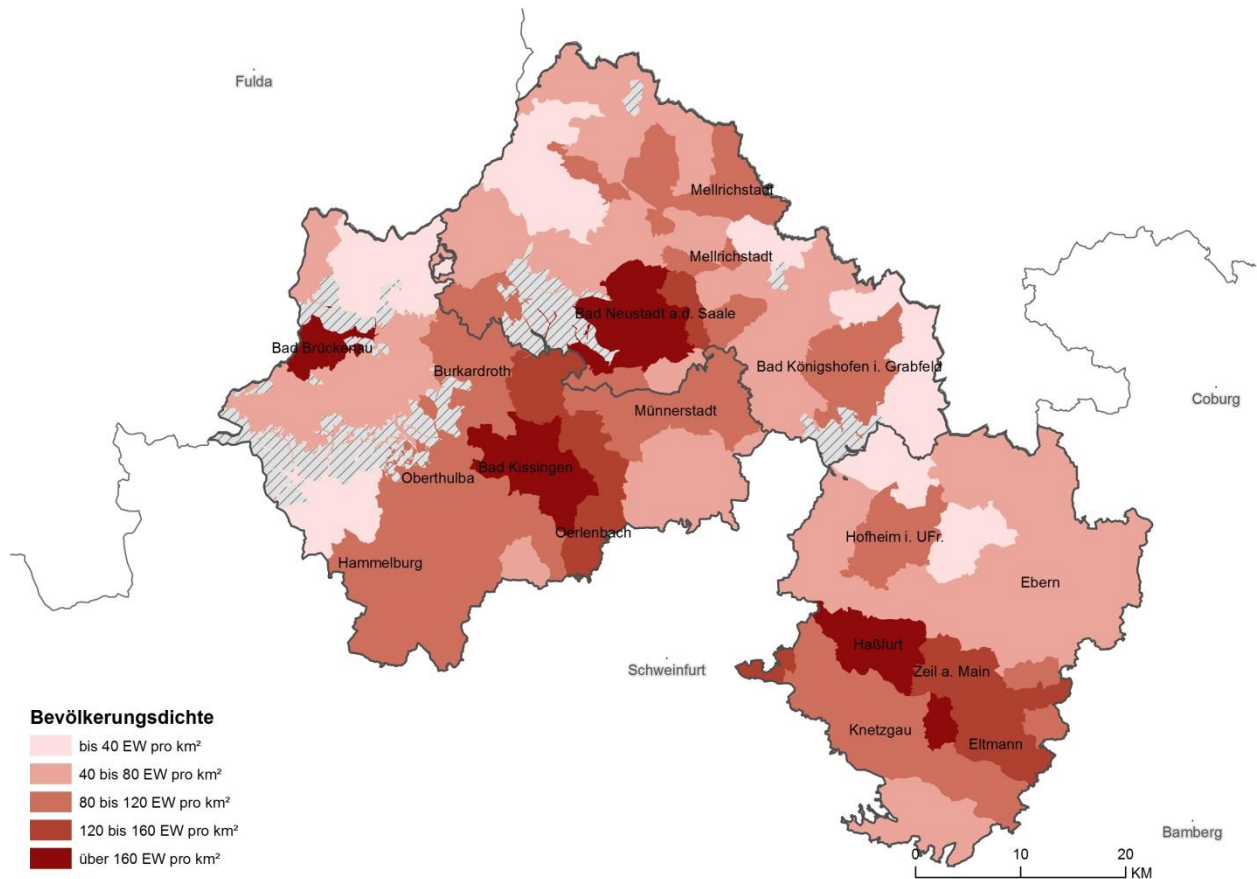 Fulda
Mellrichstadt
Mellrichstadt
Bad Neustadt a.d. Saale
Bad Brückenau
Burkardroth
Bad Königshofen i. Grabfeld
Coburg
Münnerstadt
Bad Kissingen
Oberthulba
Oerlenbach
Hofheim i. UFr.
Hammelburg
Ebern
Haßfurt
Schweinfurt
Zeil a. Main
Knetzgau
Eltmann
Bamberg
Bevölkerungsdichte
bis 40 EW pro km²
40 bis 80 EW pro km²
80 bis 120 EW pro km²
120 bis 160 EW pro km²
über 160 EW pro km²
0 10 20
KM